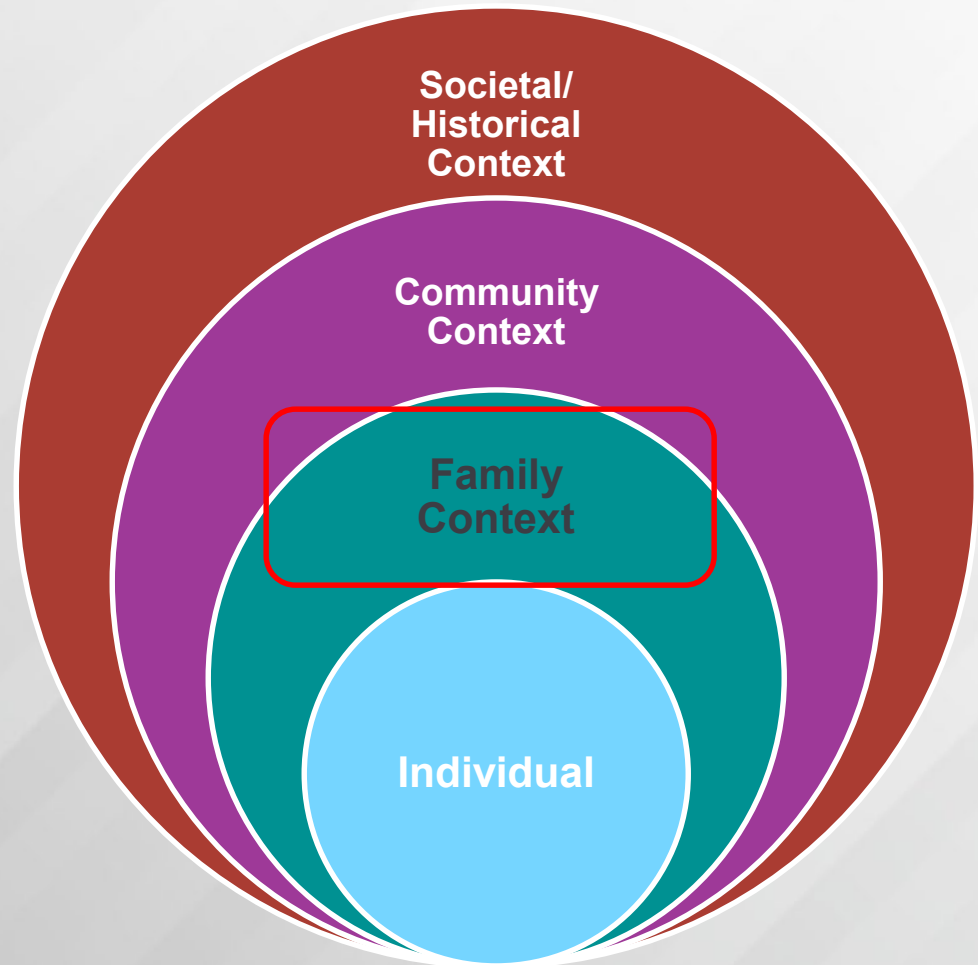 Societal/
Historical
Context
Community
Context
Family
Context
Individual